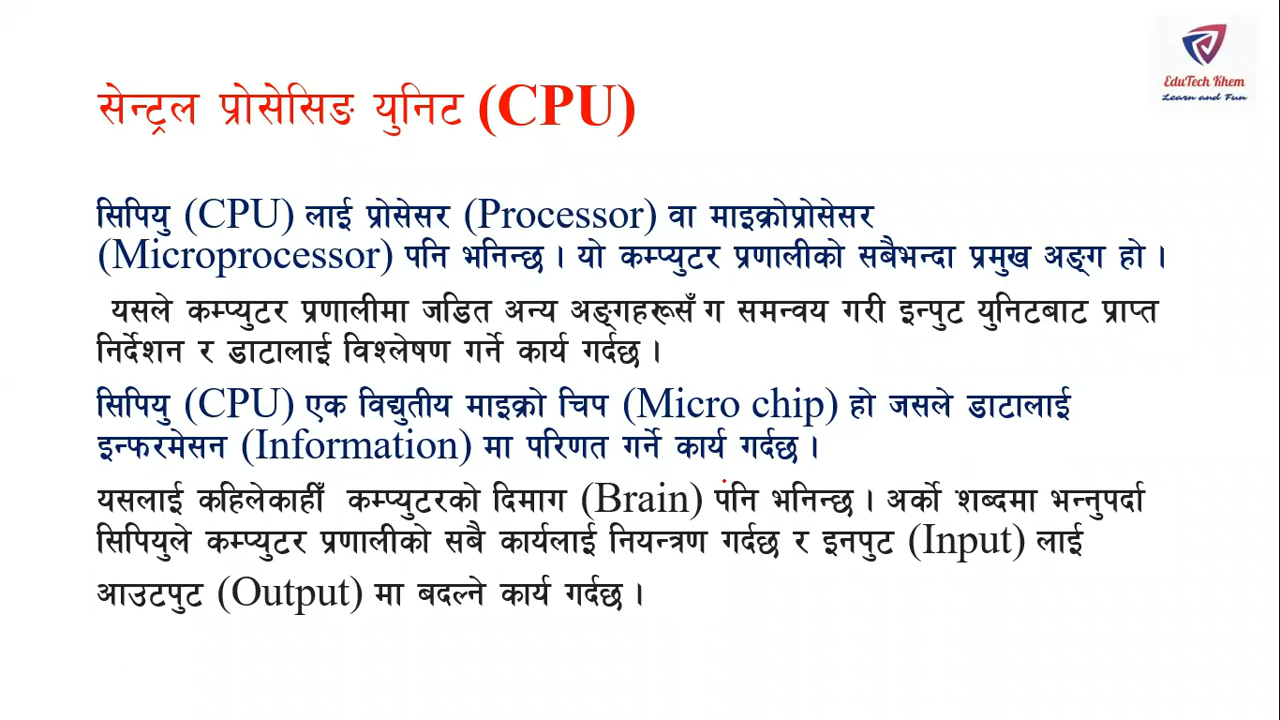 EduTech Khem
Learn and Fun
सेन्ट्रल प्रोसेसिङ युनिट (CPU)
सिपियु (CPU) लाई प्रोसेसर (Processor) वा माइक्रोप्रोसेसर
(Microprocessor) पनि भनिन्छ । यो कम्प्युटर प्रणालीको सबैभन्दा प्रमुख अङ्ग हो ।
यसले कम्प्युटर प्रणालीमा जडित अन्य अङ्गहरूसँ ग समन्वय गरी इन्पुट युनिटबाट प्राप्त
निर्देशन र डाटालाई विश्लेषण गर्ने कार्य गर्दछ ।
सिपियु (CPU) एक विद्युतीय माइक्रो चिप (Micro chip) हो जसले डाटालाई
इन्फरमेसन (Information) मा परिणत गर्ने कार्य गर्दछ ।
यसलाई कहिलेकाहीँ कम्प्युटरको दिमाग (Brain) पनि भनिन्छ । अर्को शब्दमा भन्नुपर्दा
सिपियुले कम्प्युटर प्रणालीको सबै कार्यलाई नियन्त्रण गर्दछ र इनपुट (Input) लाई
आउटपुट (Output) मा बदल्ने कार्य गर्दछ ।